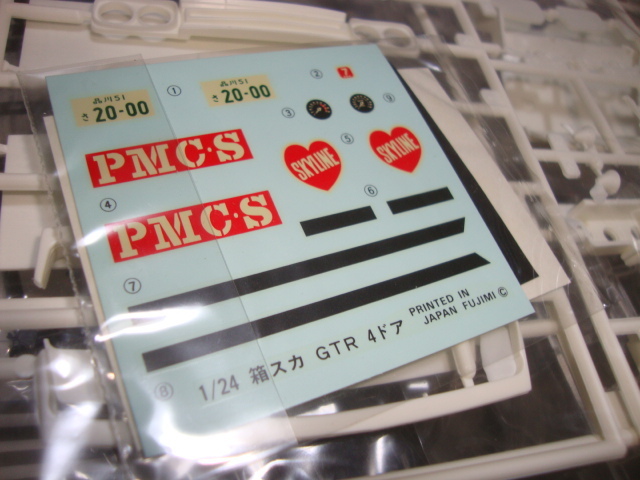 品川51
さ 20-00
①
品川51
さ 20-00
②
7
③
⑨
PMC·S
SKYLINE
⑤
SKYLINE
④
PMC·S
⑥
⑦
⑧
1/24 箱スカ GTR 4ドア
PRINTED IN
JAPAN FUJIMI ©